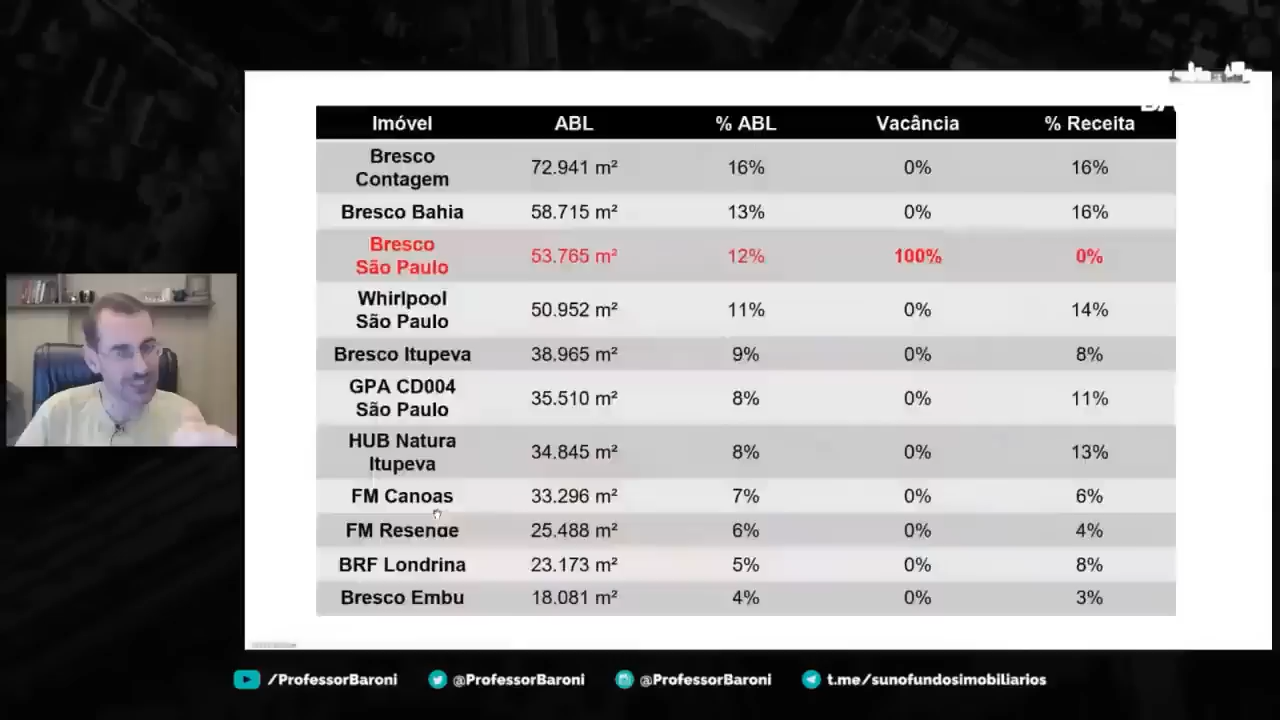 Imóvel ABL % ABL Vacância % Receita
Bresco
Contagem 72.941 m² 16% 0% 16%
Bresco Bahia 58.715 m² 13% 0% 16%
Bresco
São Paulo 53.765 m² 12% 100% 0%
Whirlpool
São Paulo 50.952 m² 11% 0% 14%
Bresco Itupeva 38.965 m² 9% 0% 8%
GPA CD004
São Paulo 35.510 m² 8% 0% 11%
HUB Natura
Itupeva 34.845 m² 8% 0% 13%
FM Canoas 33.296 m² 7% 0% 6%
FM Resende 25.488 m² 6% 0% 4%
BRF Londrina 23.173 m² 5% 0% 8%
Bresco Embu 18.081 m² 4% 0% 3%
/ProfessorBaroni @ProfessorBaroni @ProfessorBaroni t.me/sunofundosimobiliarios